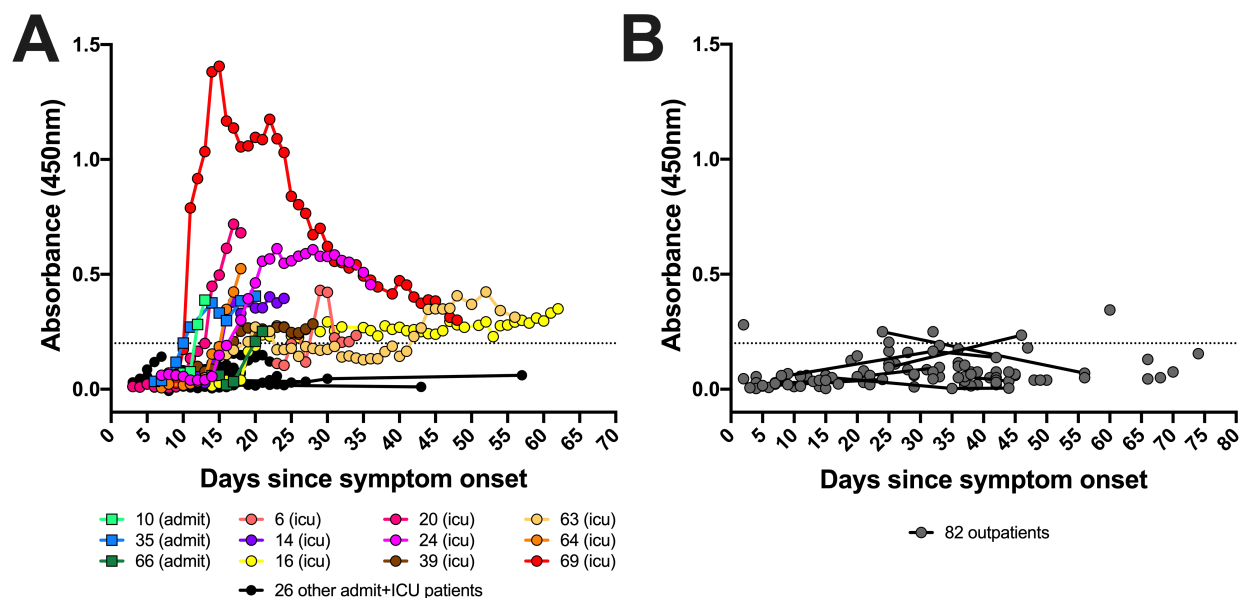 A
Absorbance (450nm)
1.5
1.0
0.5
0.0
0 5 10 15 20 25 30 35 40 45 50 55 60 65 70
Days since symptom onset
10 (admit) 6 (icu) 20 (icu) 63 (icu)
35 (admit) 14 (icu) 24 (icu) 64 (icu)
66 (admit) 16 (icu) 39 (icu) 69 (icu)
26 other admit+ICU patients
B
Absorbance (450nm)
1.5
1.0
0.5
0.0
0 5 10 15 20 25 30 35 40 45 50 55 60 65 70 75 80
Days since symptom onset
82 outpatients